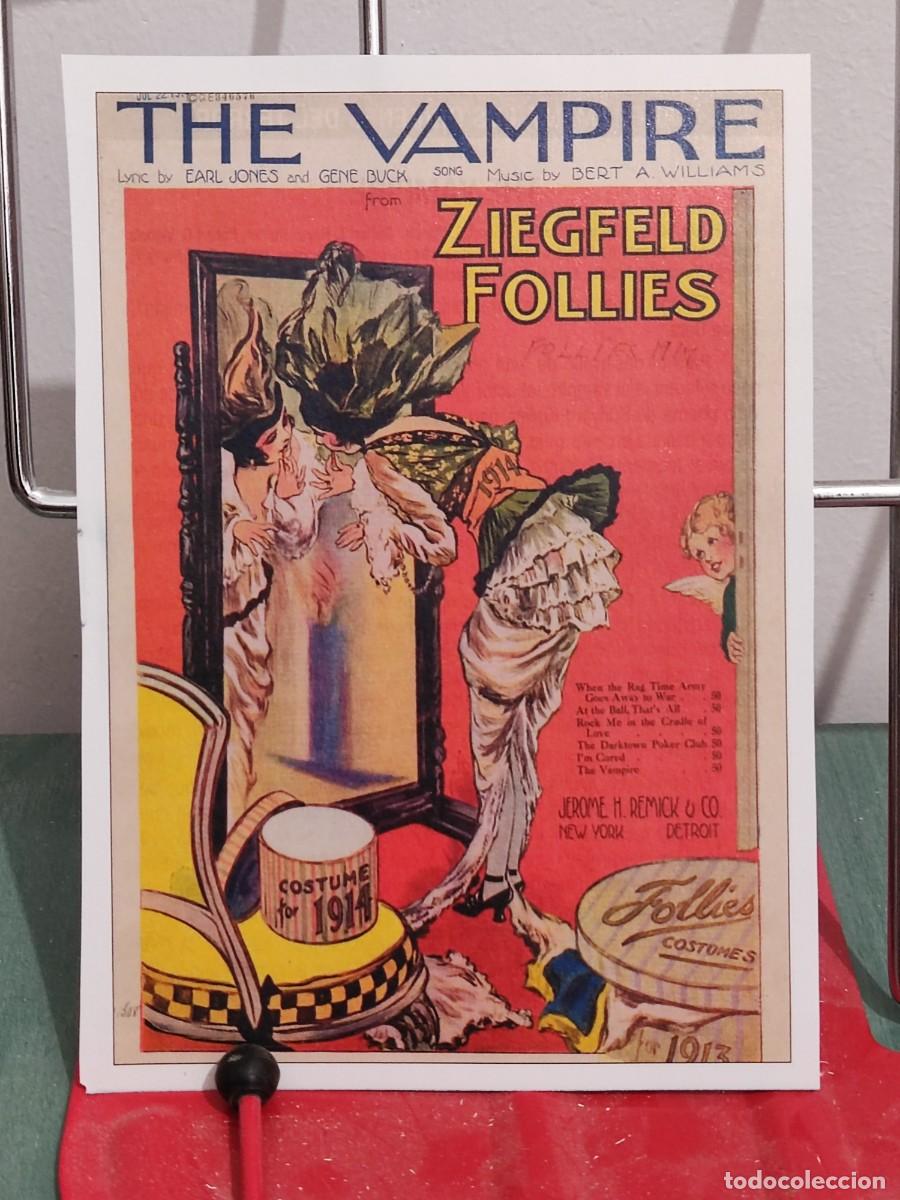 THE VAMPIRE
Lyric by EARL JONES and GENE BUCK SONG Music by BERT A. WILLIAMS
from ZIEGFELD
FOLLIES
FOLLIES 1914
1914
When the Rag Time Army
Goes Away to War . . 50
At the Ball, That's All . . 50
Rock Me in the Cradle of
Love . . . . . 50
The Darktown Poker Club 50
I'm Cured . . . . 50
The Vampire . . . 50
JEROME H. REMICK & CO.
NEW YORK DETROIT
COSTUME
for 1914
Follies
COSTUMES
for 1913
todocoleccion